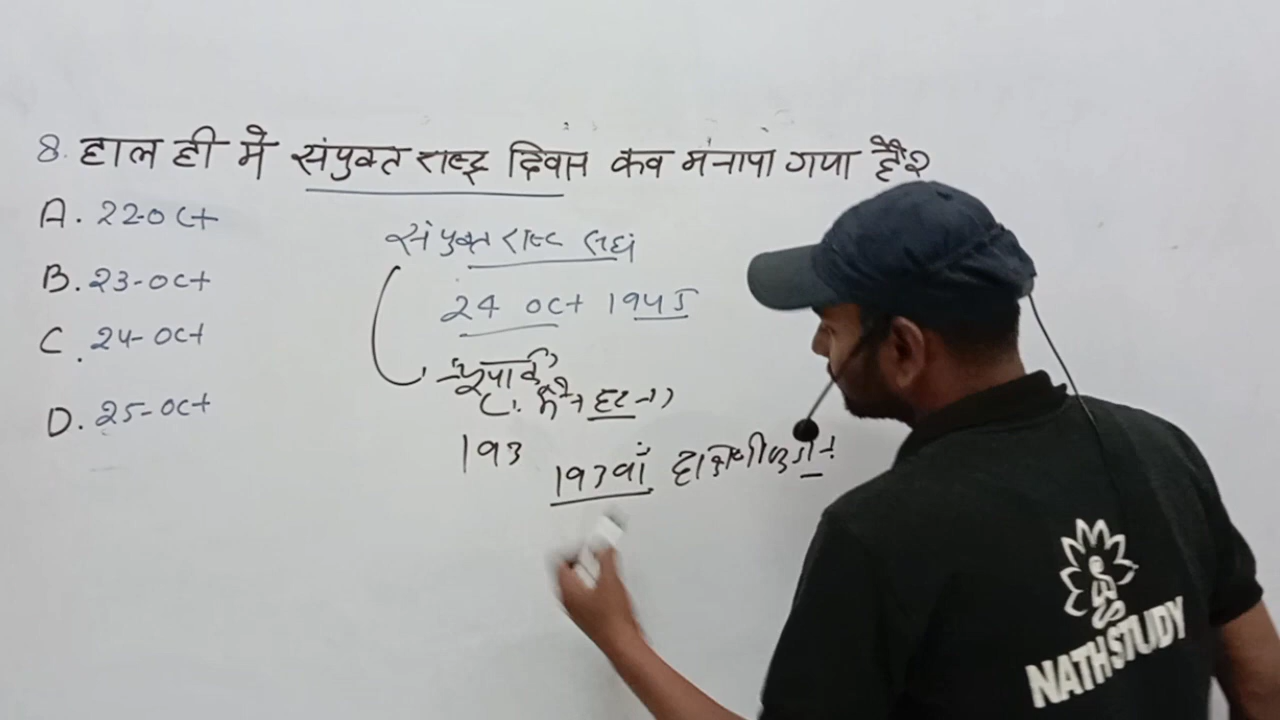 8. हाल ही मे संयुक्त राष्ट्र दिवस कब मनाया गया है?
A. 22-oct
B. 23-oct
C. 24-oct
D. 25-oct
संयुक्त राष्ट्र संघ
24 oct 1945
193
193वां
NATH STUDY